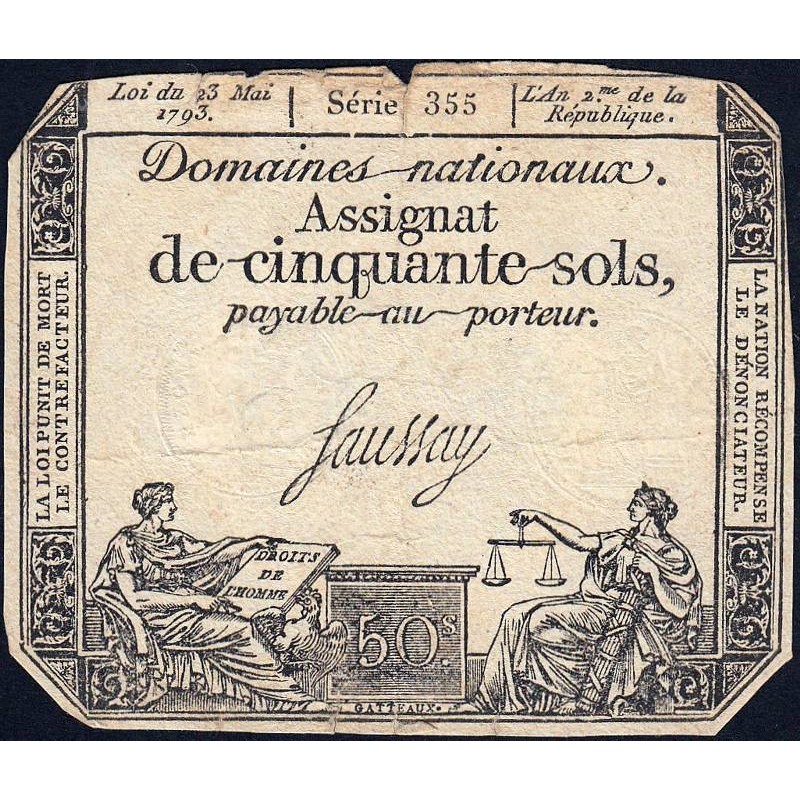 Loi du 23 Mai
1793.
Série 355
L'An 2.me de la
République.
Domaines nationaux.
Assignat
de cinquante sols,
payable au porteur.
Saussay
LA LOI PUNIT DE MORT
LE CONTREFACTEUR.
LA NATION RÉCOMPENSE
LE DÉNONCIATEUR.
DROITS
DE
L'HOMME
50.s
GATTEAUX.